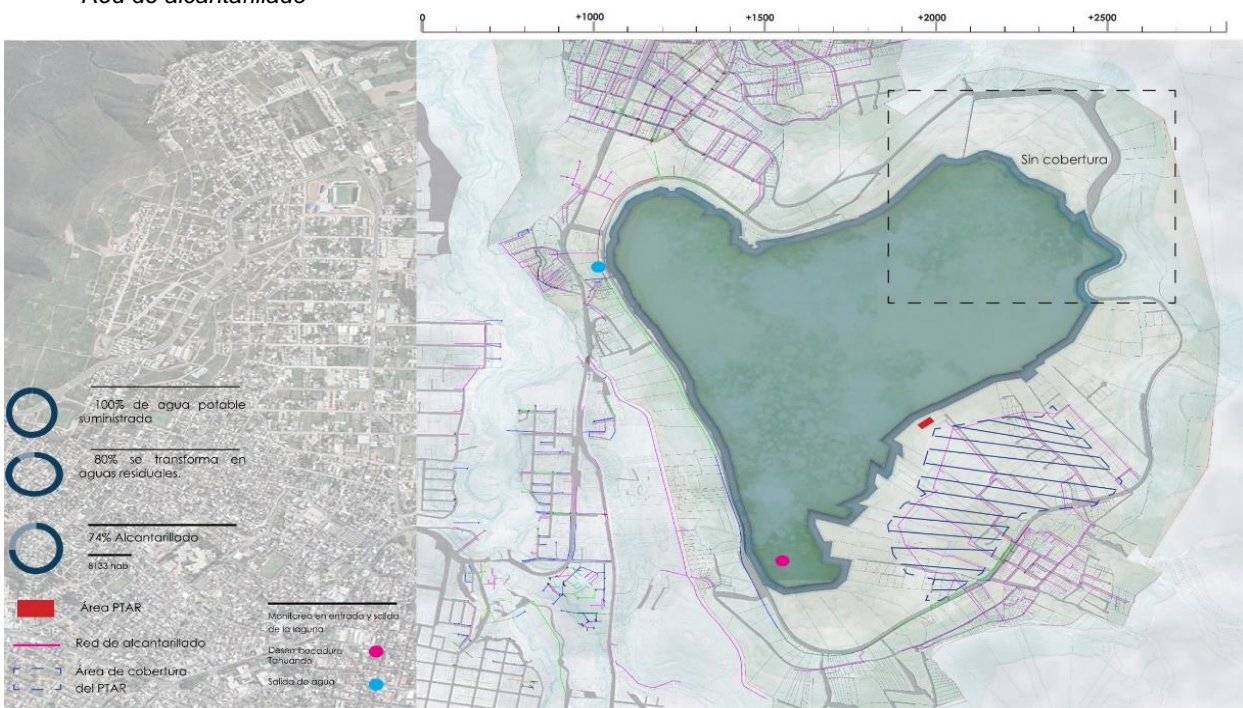 Red de alcantarillado
0 +1000 +1500 +2000 +2500
Sin cobertura
100% de agua potable
suministrada
80% se transforma en
aguas residuales.
74% Alcantarillado
8133 hab
Área PTAR
Red de alcantarillado
Área de cobertura
del PTAR
Monitoreo en entrada y salida
de la laguna
Desembocadura
Tahuando
Salida de agua